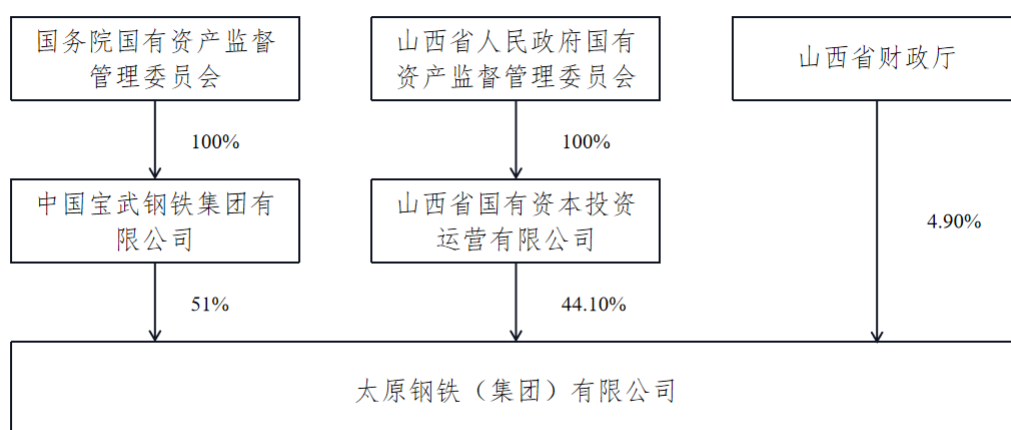 国务院国有资产监督
管理委员会
山西省人民政府国有
资产监督管理委员会
山西省财政厅
100%
100%
中国宝武钢铁集团有
限公司
山西省国有资本投资
运营有限公司
4.90%
51%
44.10%
太原钢铁（集团）有限公司